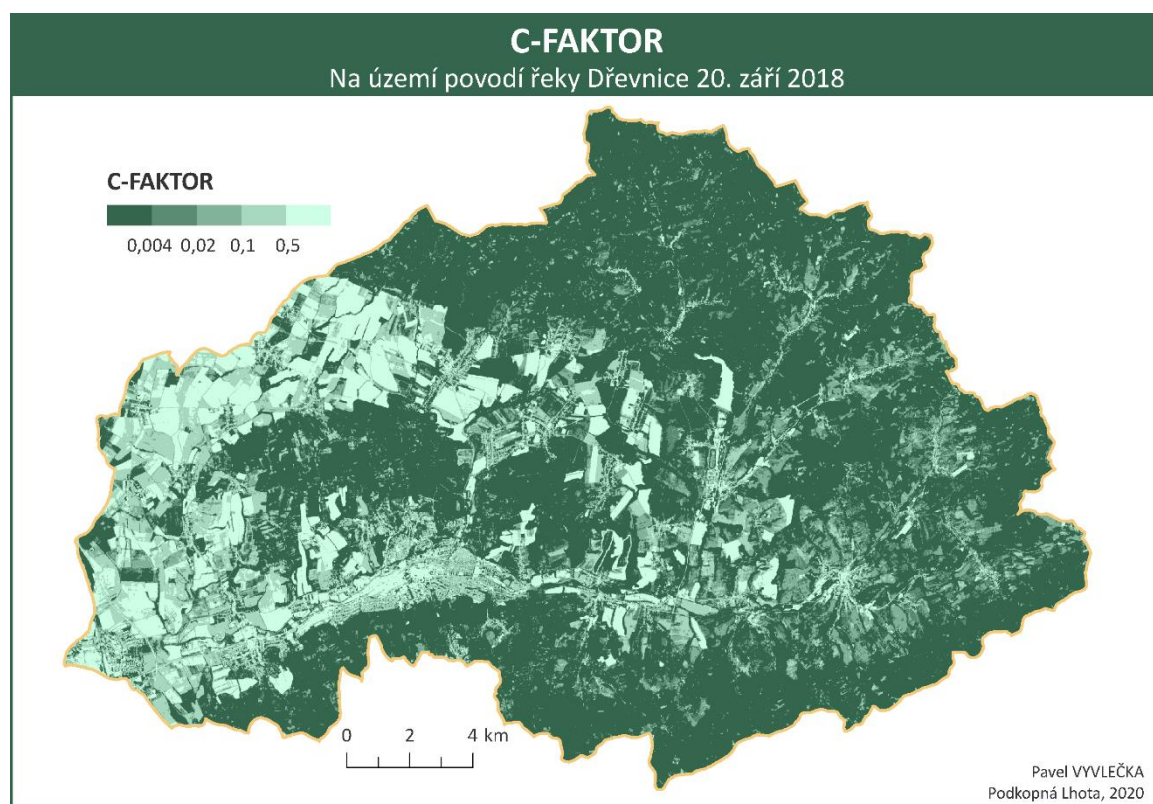 C-FAKTOR
Na území povodí řeky Dřevnice 20. září 2018
C-FAKTOR
0,004 0,02 0,1 0,5
0 2 4 km
Pavel VYVLEČKA
Podkopná Lhota, 2020